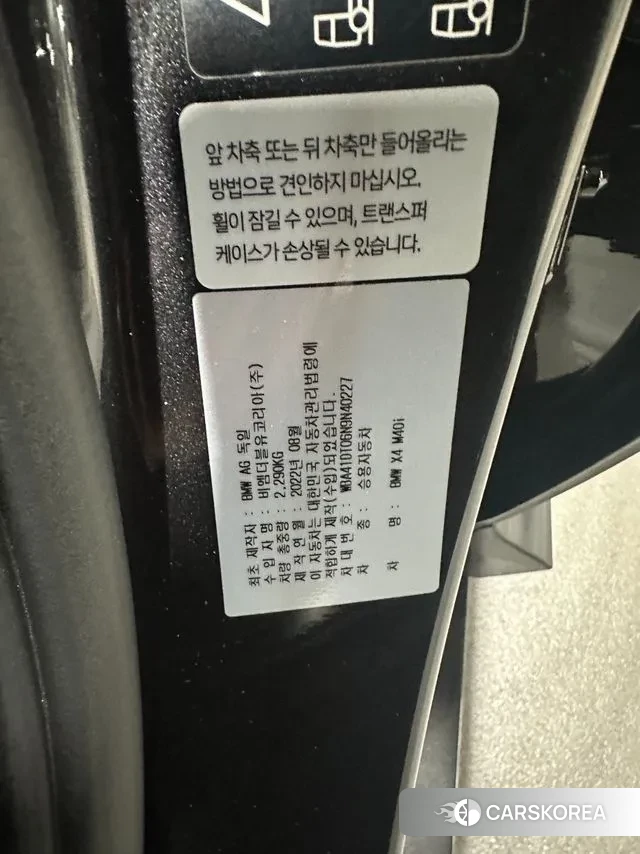 앞 차축 또는 뒤 차축만 들어올리는
방법으로 견인하지 마십시오.
휠이 잠길 수 있으며, 트랜스퍼
케이스가 손상될 수 있습니다.
최초 제작자 : BMW AG 독일
수 입 자 명 : 비엠더블유코리아(주)
차량 총중량 : 2,290KG
제 작 연 월 : 2022년 08월
이 자동차는 대한민국 자동차관리법령에
적합하게 제작(수입)되었습니다.
차 대 번 호 : WBA41DT06N9N40227
차 종 : 승용자동차
차 명 : BMW X4 M40i
CARSKOREA